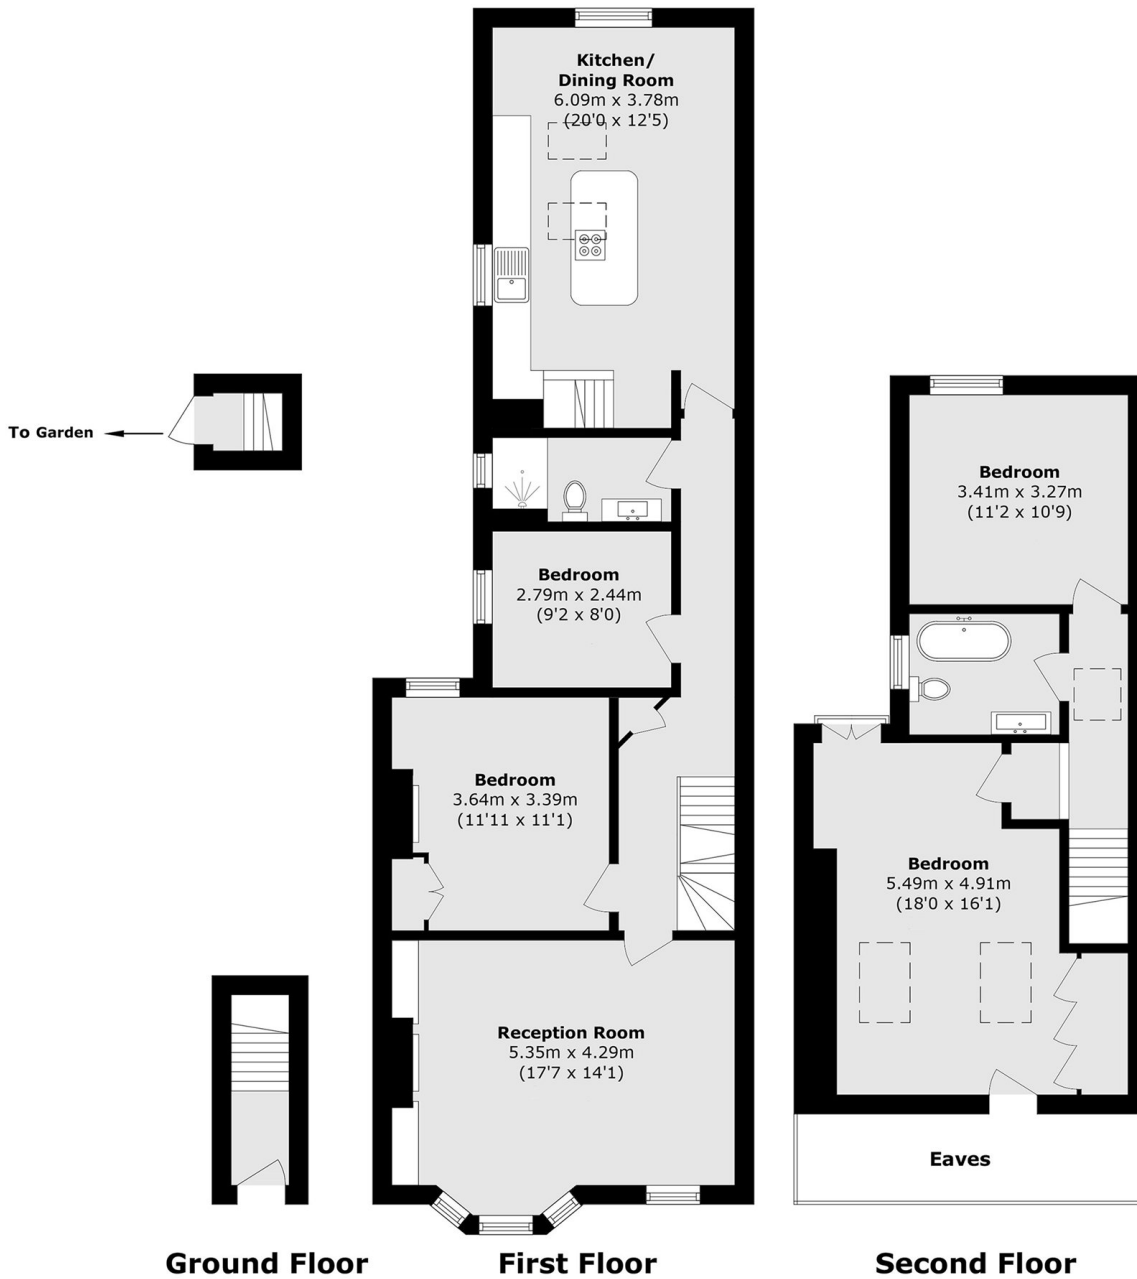 Kitchen/
Dining Room
6.09m x 3.78m
(20'0 x 12'5)
To Garden
Bedroom
3.41m x 3.27m
(11'2 x 10'9)
Bedroom
2.79m x 2.44m
(9'2 x 8'0)
Bedroom
3.64m x 3.39m
(11'11 x 11'1)
Bedroom
5.49m x 4.91m
(18'0 x 16'1)
Reception Room
5.35m x 4.29m
(17'7 x 14'1)
Eaves
Ground Floor
First Floor
Second Floor